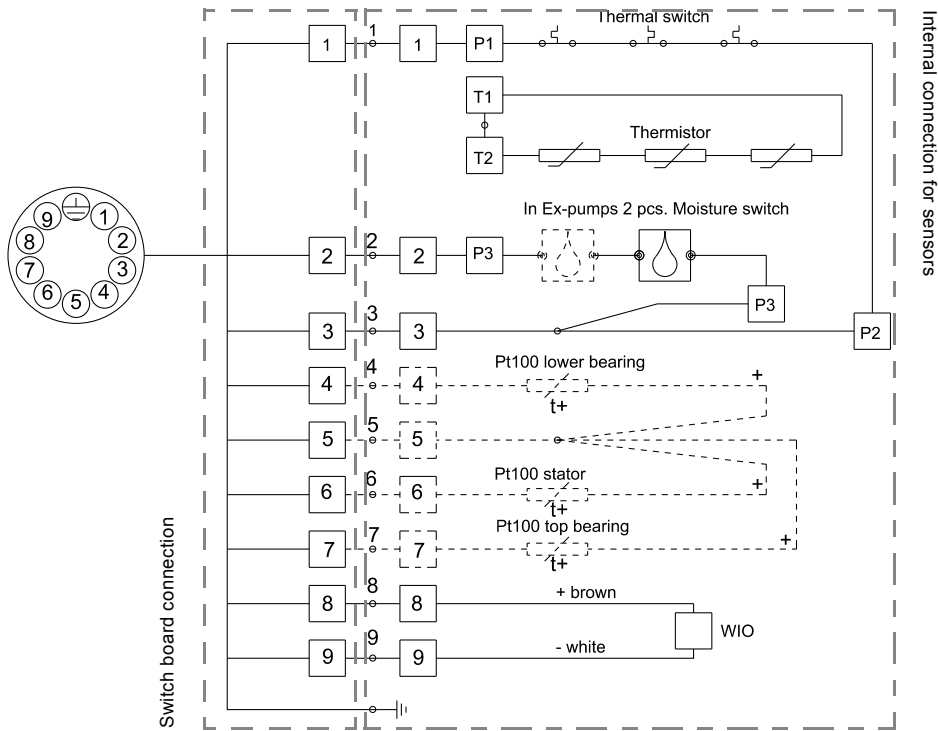 Thermal switch
1
1
1
P1
T1
Thermistor
T2
In Ex-pumps 2 pcs. Moisture switch
9
1
8
2
7
3
6
5
4
2
2
2
P3
P3
3
3
3
P2
Pt100 lower bearing
4
4
4
+
t+
5
5
5
Pt100 stator
6
6
6
+
t+
Pt100 top bearing
7
7
7
+
t+
8
8
8
+ brown
WIO
9
9
9
- white
Switch board connection
Internal connection for sensors